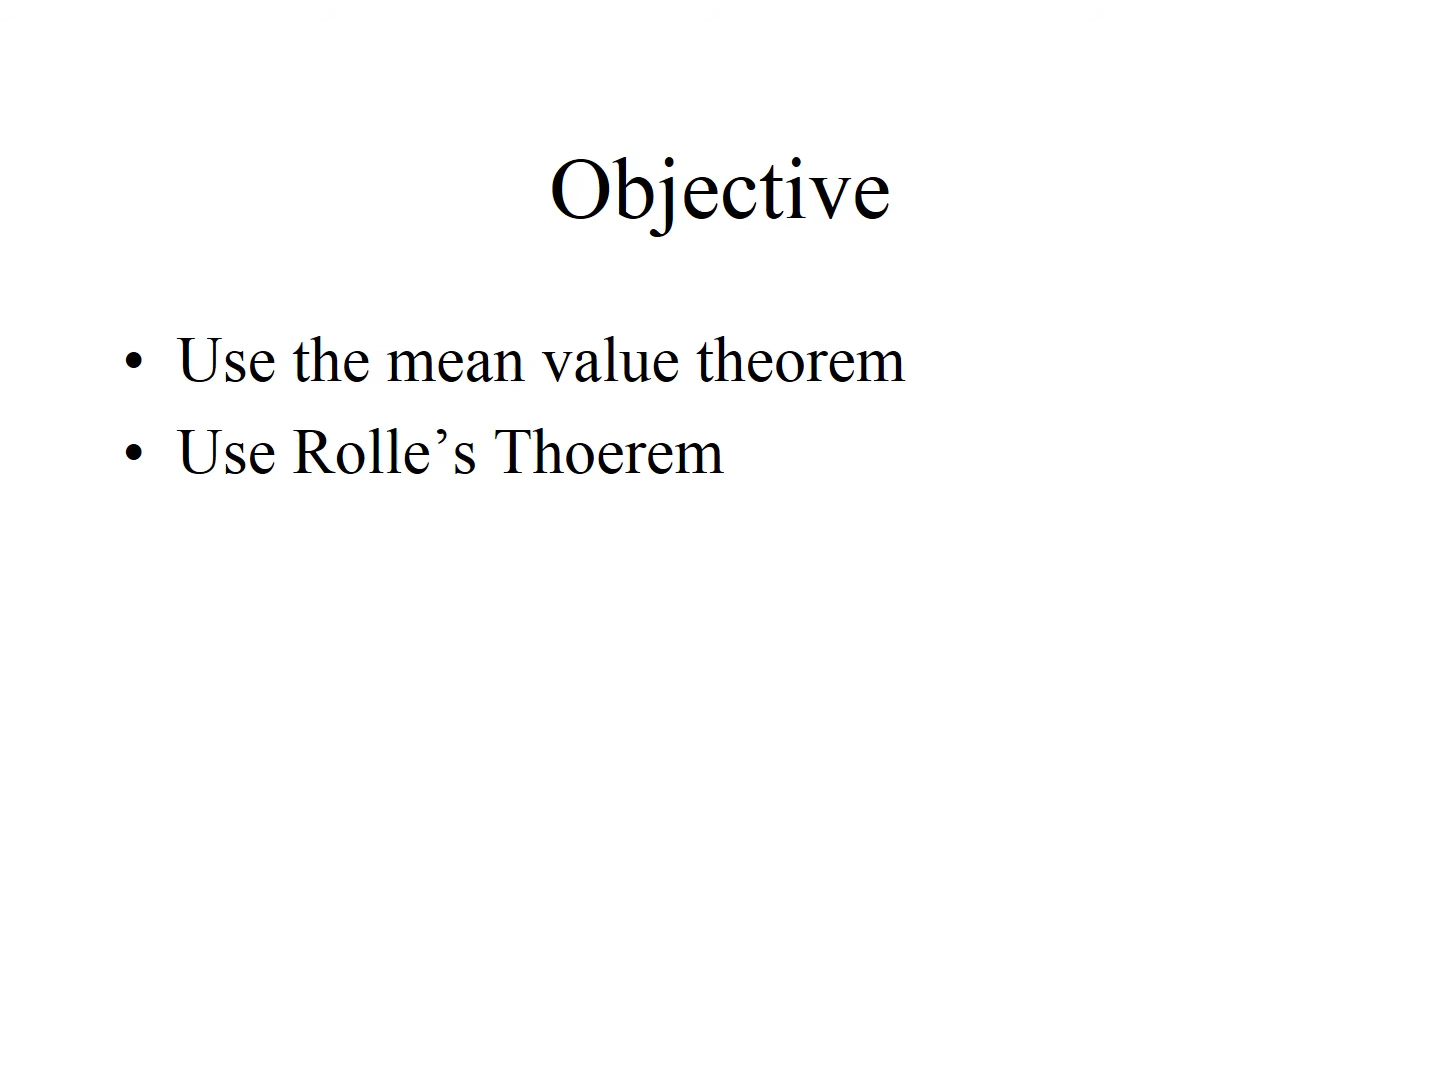 Objective
• Use the mean value theorem
• Use Rolle’s Thoerem